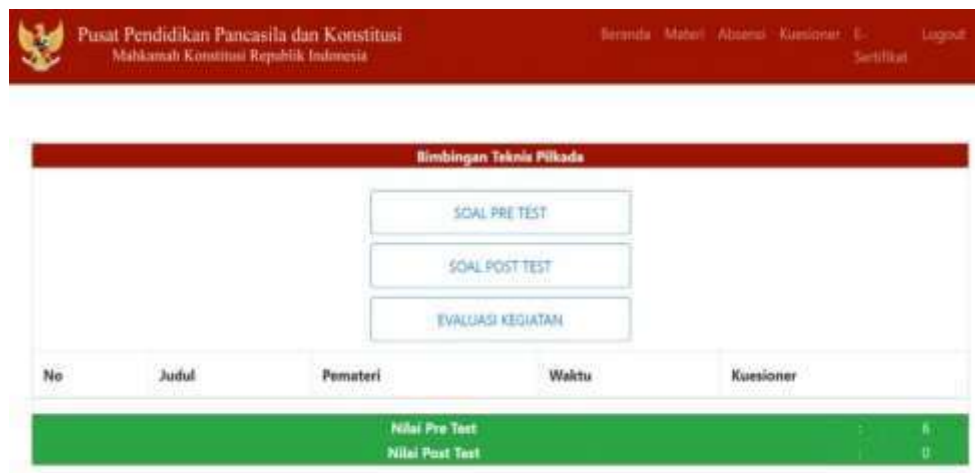 Pusat Pendidikan Pancasila dan Konstitusi
Mahkamah Konstitusi Republik Indonesia
Beranda Materi Absensi Kuesioner E-
Sertifikat
Logout
Bimbingan Teknis Pilkada
SOAL PRE TEST
SOAL POST TEST
EVALUASI KEGIATAN
No Judul Pemateri Waktu Kuesioner
Nilai Pre Test : 6
Nilai Post Test : 0